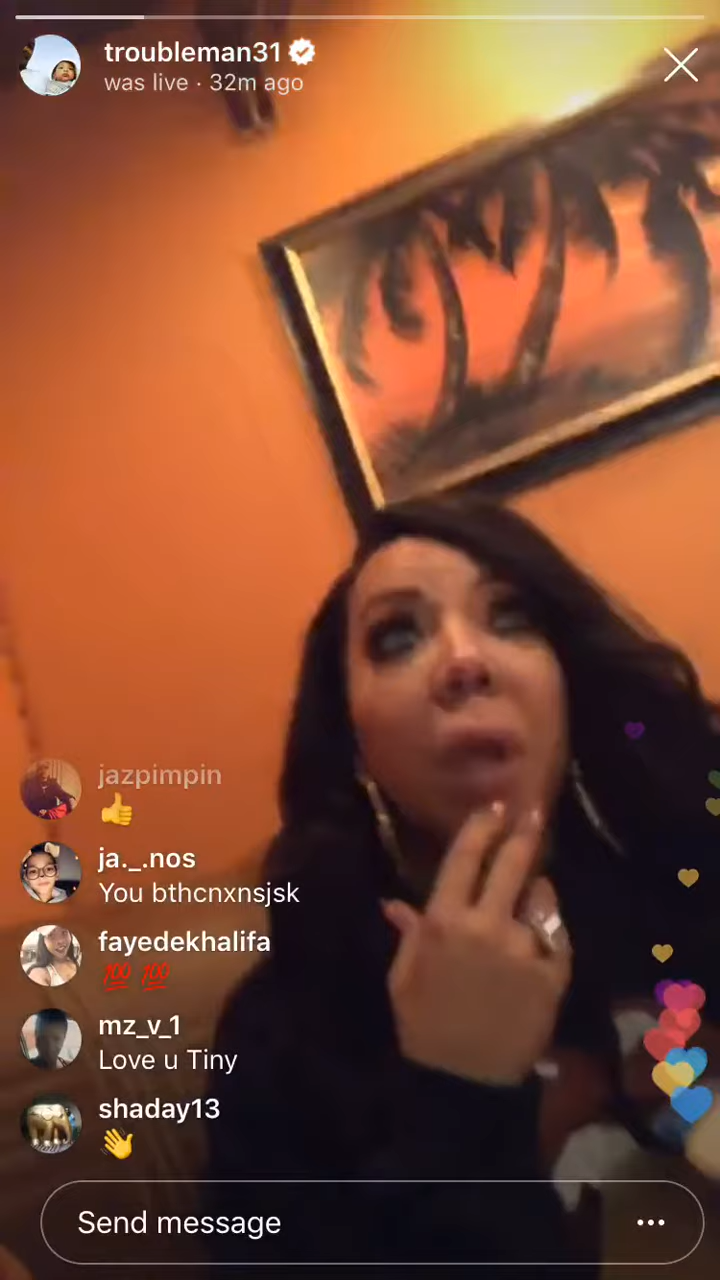 troubleman31
was live · 32m ago
jazpimpin
👍
ja._.nos
You bthcnxnsjsk
fayedekhalifa
💯 💯
mz_v_1
Love u Tiny
shaday13
👋
Send message